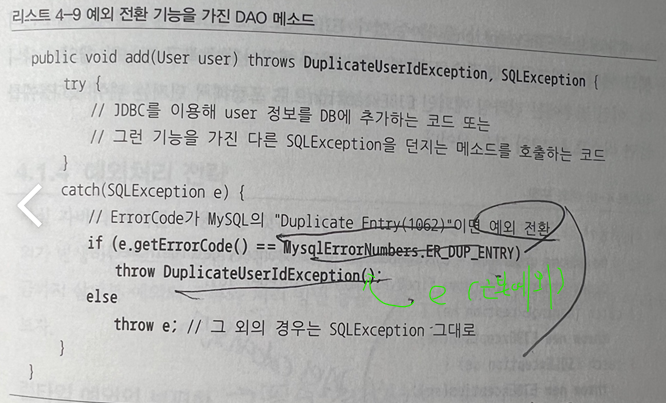 리스트 4-9 예외 전환 기능을 가진 DAO 메소드
public void add(User user) throws DuplicateUserIdException, SQLException {
try {
// JDBC를 이용해 user 정보를 DB에 추가하는 코드 또는
// 그런 기능을 가진 다른 SQLException을 던지는 메소드를 호출하는 코드
}
catch(SQLException e) {
// ErrorCode가 MySQL의 "Duplicate Entry(1062)"이면 예외 전환
if (e.getErrorCode() == MysqlErrorNumbers.ER_DUP_ENTRY)
throw DuplicateUserIdException();
e
else
throw e; // 그 외의 경우는 SQLException 그대로
}
}